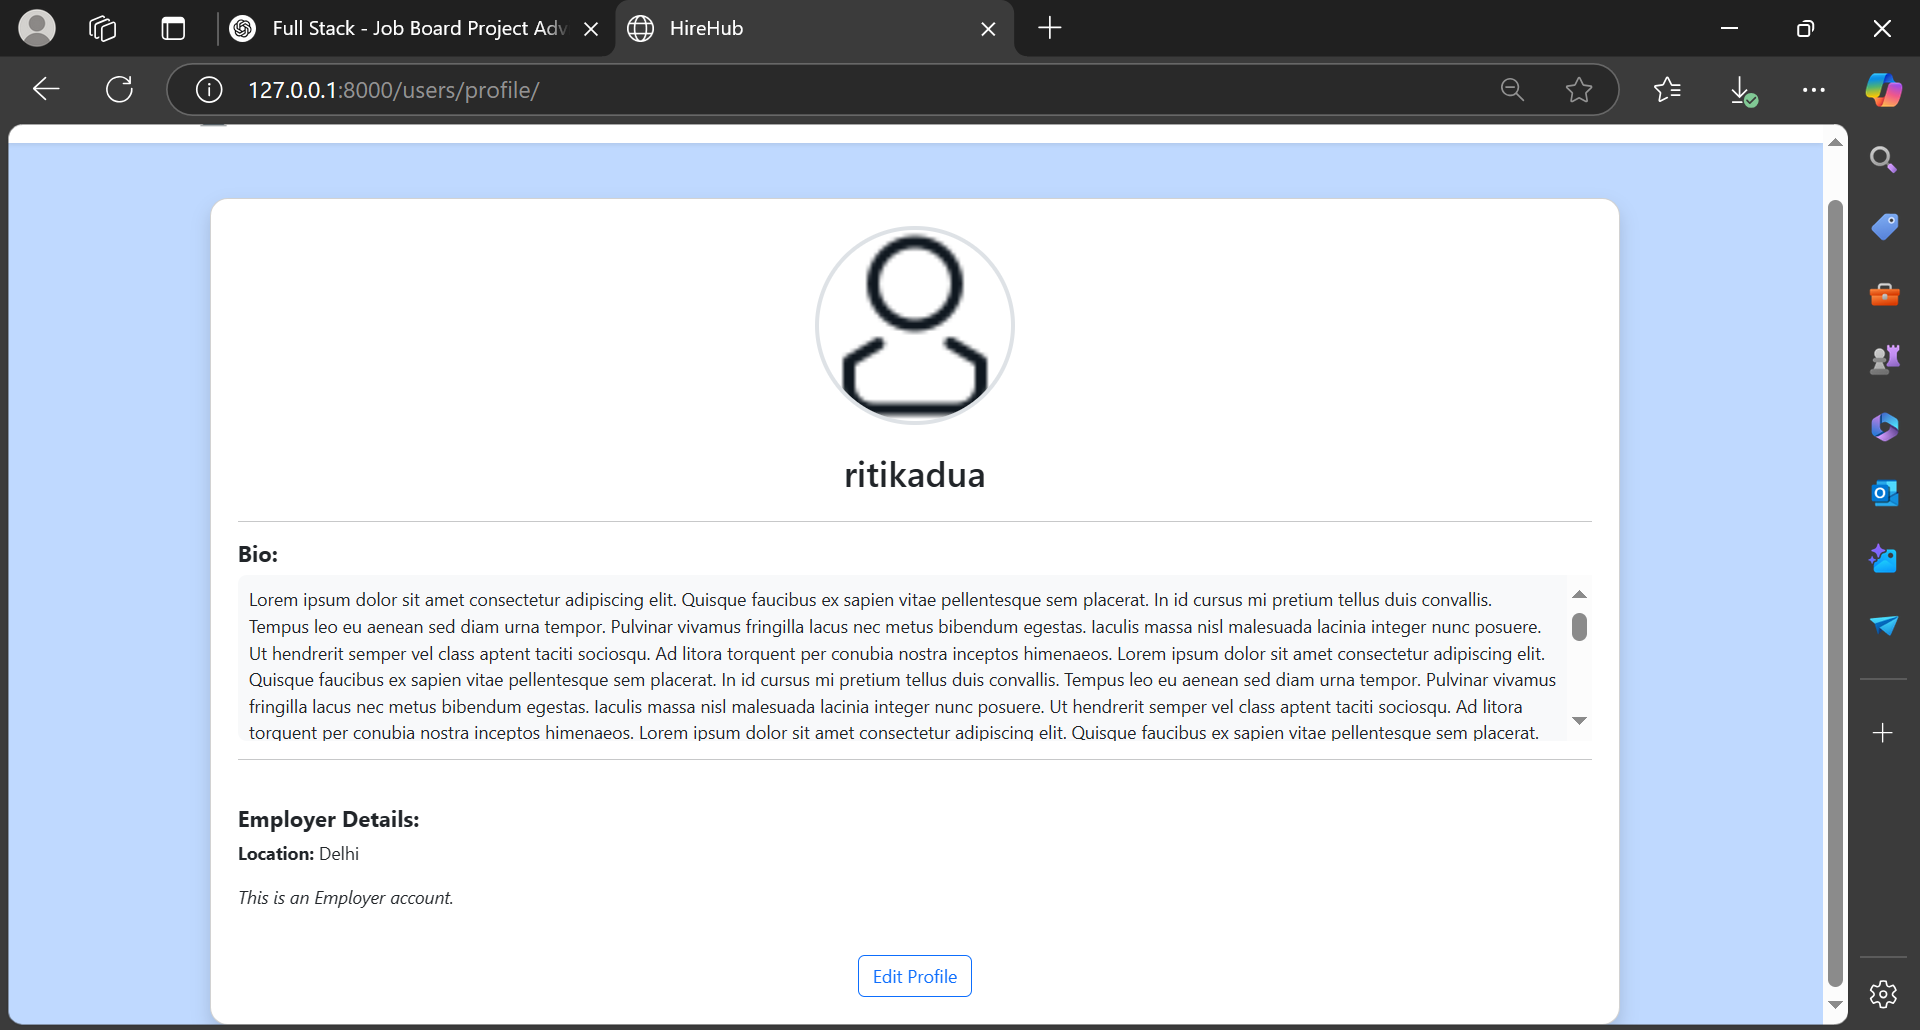 Full Stack - Job Board Project Adv
HireHub
127.0.0.1:8000/users/profile/
ritikadua
Bio:
Lorem ipsum dolor sit amet consectetur adipiscing elit. Quisque faucibus ex sapien vitae pellentesque sem placerat. In id cursus mi pretium tellus duis convallis.
Tempus leo eu aenean sed diam urna tempor. Pulvinar vivamus fringilla lacus nec metus bibendum egestas. Iaculis massa nisl malesuada lacinia integer nunc posuere.
Ut hendrerit semper vel class aptent taciti sociosqu. Ad litora torquent per conubia nostra inceptos himenaeos. Lorem ipsum dolor sit amet consectetur adipiscing elit.
Quisque faucibus ex sapien vitae pellentesque sem placerat. In id cursus mi pretium tellus duis convallis. Tempus leo eu aenean sed diam urna tempor. Pulvinar vivamus
fringilla lacus nec metus bibendum egestas. Iaculis massa nisl malesuada lacinia integer nunc posuere. Ut hendrerit semper vel class aptent taciti sociosqu. Ad litora
torquent per conubia nostra inceptos himenaeos. Lorem ipsum dolor sit amet consectetur adipiscing elit. Quisque faucibus ex sapien vitae pellentesque sem placerat.
Employer Details:
Location: Delhi
This is an Employer account.
Edit Profile